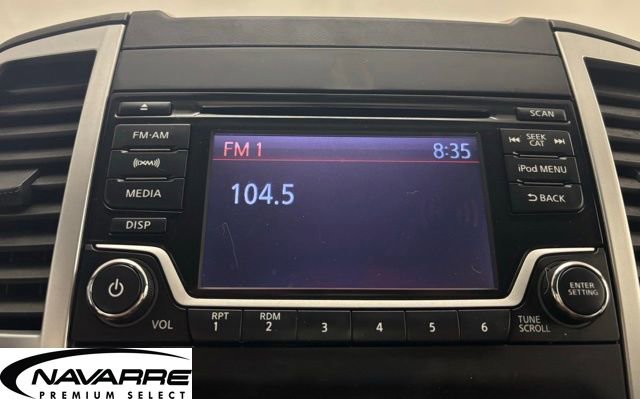 SCAN
FM·AM
SEEK
CAT
((XM))
iPod MENU
MEDIA
BACK
DISP
FM 1 8:35
104.5
VOL
RPT RDM
1 2 3 4 5 6
TUNE
SCROLL
ENTER
SETTING
NAVARRE
PREMIUM SELECT